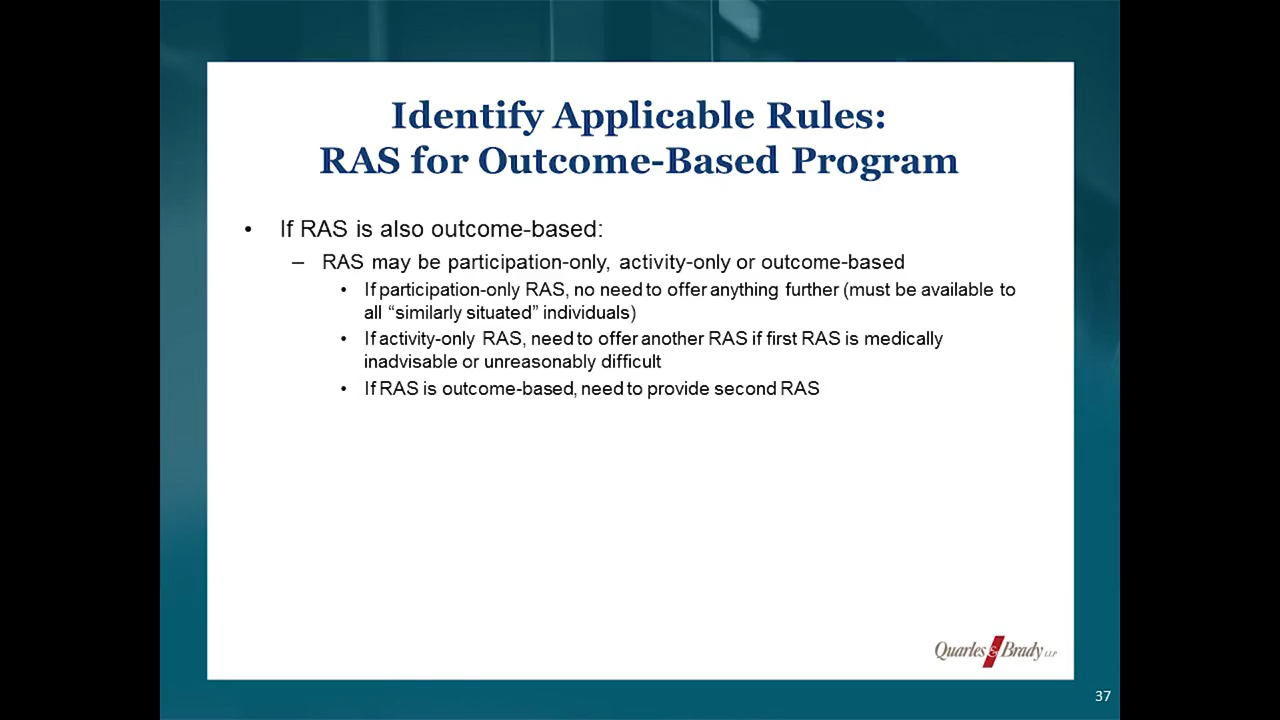 Identify Applicable Rules:
RAS for Outcome-Based Program
• If RAS is also outcome-based:
– RAS may be participation-only, activity-only or outcome-based
• If participation-only RAS, no need to offer anything further (must be available to
all “similarly situated” individuals)
• If activity-only RAS, need to offer another RAS if first RAS is medically
inadvisable or unreasonably difficult
• If RAS is outcome-based, need to provide second RAS
Quarles & Brady LLP
37